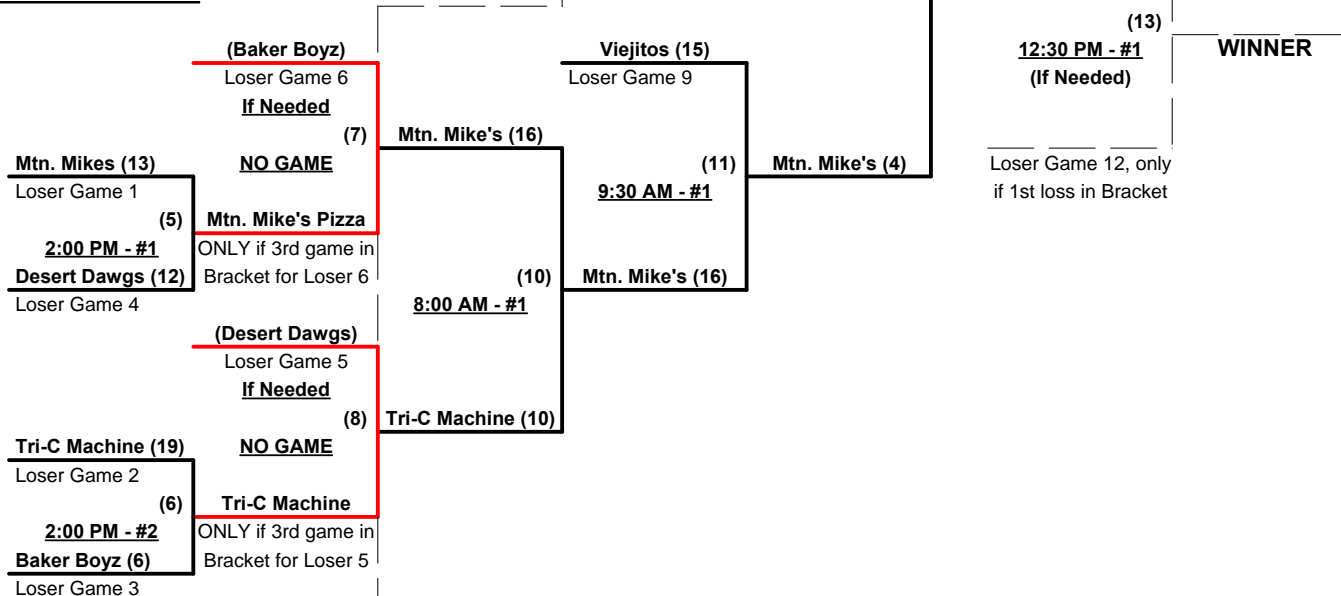 (13)
12:30 PM - #1
(If Needed)
WINNER
Loser Game 12, only
if 1st loss in Bracket
(Baker Boyz)
Loser Game 6
If Needed
(7)
NO GAME
Mtn. Mike's Pizza
ONLY if 3rd game in
Bracket for Loser 6
Viejitos (15)
Loser Game 9
(11)
9:30 AM - #1
Mtn. Mike's (4)
Mtn. Mike's (16)
Mtn. Mikes (13)
Loser Game 1
(5)
2:00 PM - #1
Desert Dawgs (12)
Loser Game 4
(10)
8:00 AM - #1
Mtn. Mike's (16)
(Desert Dawgs)
Loser Game 5
If Needed
(8)
NO GAME
Tri-C Machine (10)
Tri-C Machine (19)
Loser Game 2
(6)
2:00 PM - #2
Baker Boyz (6)
Loser Game 3
Tri-C Machine
ONLY if 3rd game in
Bracket for Loser 5